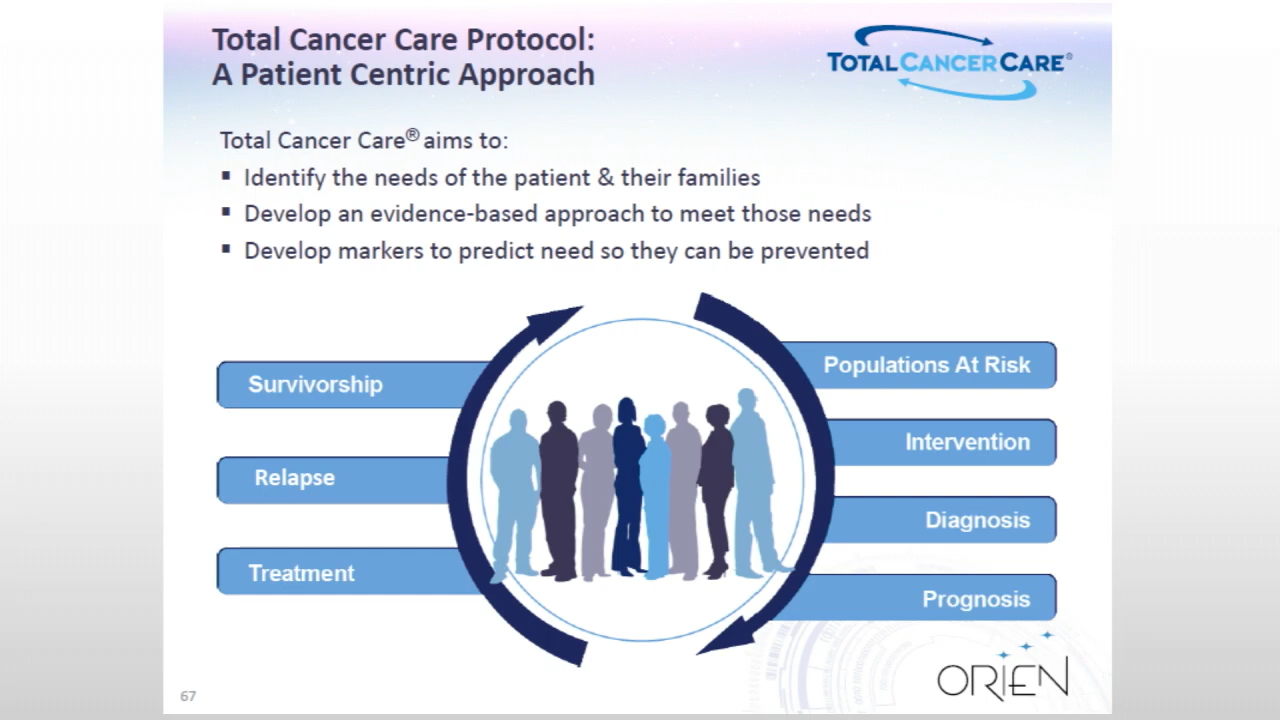 Total Cancer Care Protocol:
A Patient Centric Approach
TOTAL CANCER CARE®
Total Cancer Care® aims to:
▪ Identify the needs of the patient & their families
▪ Develop an evidence-based approach to meet those needs
▪ Develop markers to predict need so they can be prevented
Survivorship
Relapse
Treatment
Populations At Risk
Intervention
Diagnosis
Prognosis
67
ORIEN